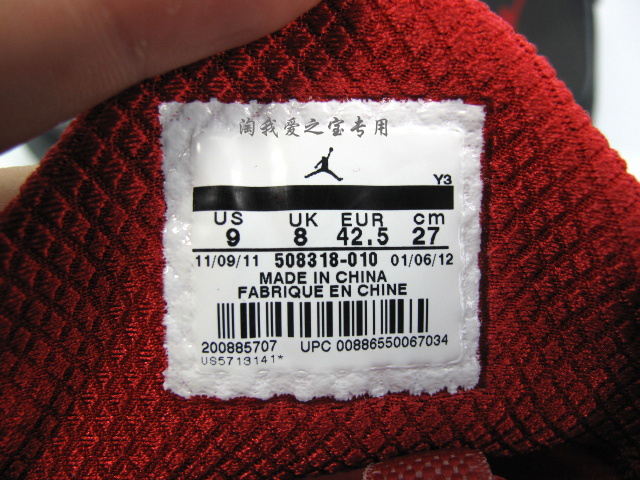 淘我爱之宝专用
Y3
US UK EUR cm
9 8 42.5 27
11/09/11 508318-010 01/06/12
MADE IN CHINA
FABRIQUE EN CHINE
200885707 UPC 00886550067034
US5713141*